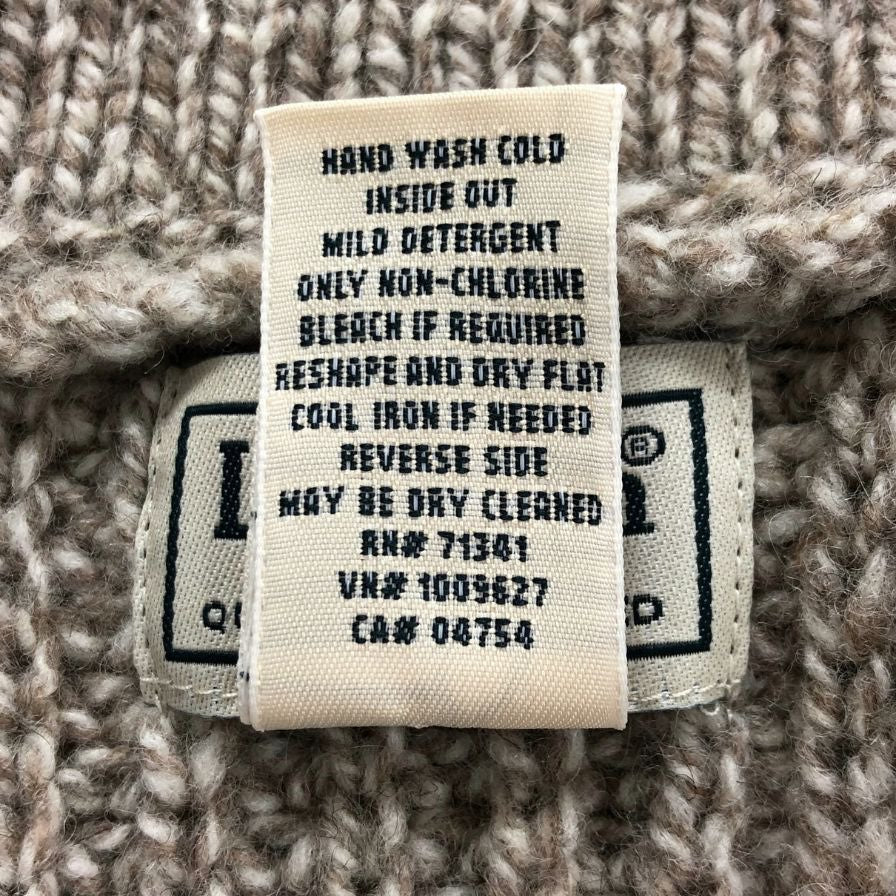 HAND WASH COLD
INSIDE OUT
MILD DETERGENT
ONLY NON-CHLORINE
BLEACH IF REQUIRED
RESHAPE AND DRY FLAT
COOL IRON IF NEEDED
REVERSE SIDE
MAY BE DRY CLEANED
RN# 71341
VN# 1003627
CA# 04754
®